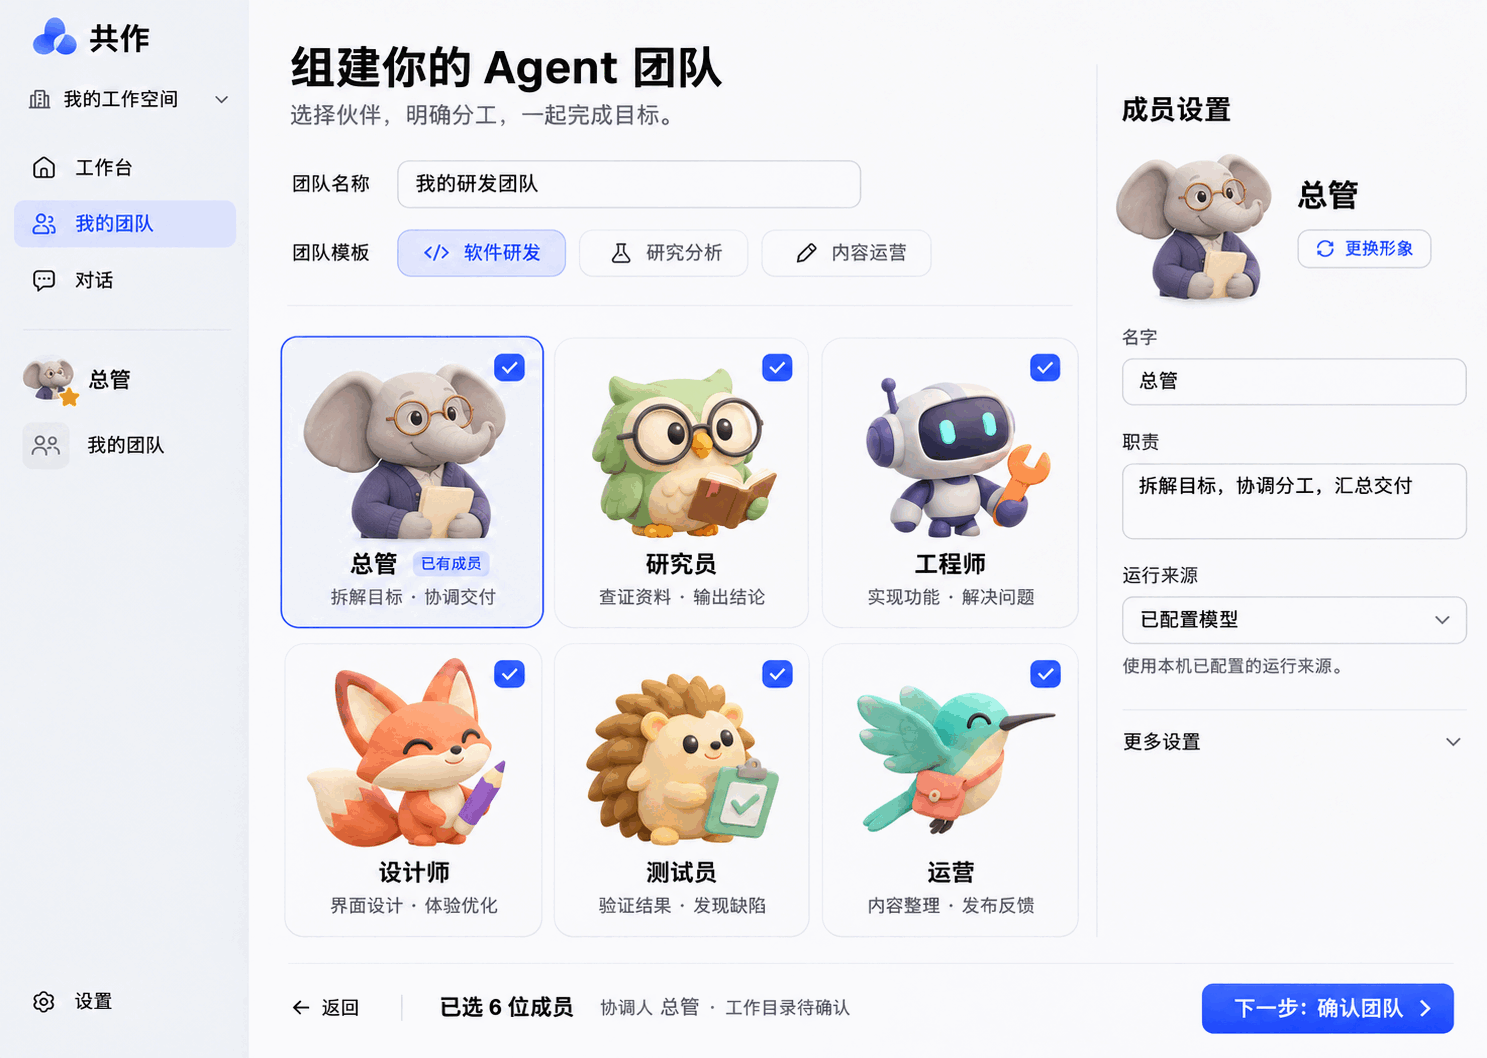 共作
我的工作空间
工作台
我的团队
对话
总管
我的团队
设置
组建你的 Agent 团队
选择伙伴，明确分工，一起完成目标。
团队名称
我的研发团队
团队模板
</> 软件研发
研究分析
内容运营
总管 已有成员
拆解目标 · 协调交付
研究员
查证资料 · 输出结论
工程师
实现功能 · 解决问题
设计师
界面设计 · 体验优化
测试员
验证结果 · 发现缺陷
运营
内容整理 · 发布反馈
成员设置
总管
更换形象
名字
总管
职责
拆解目标，协调分工，汇总交付
运行来源
已配置模型
使用本机已配置的运行来源。
更多设置
返回
已选 6 位成员
协调人 总管 · 工作目录待确认
下一步：确认团队